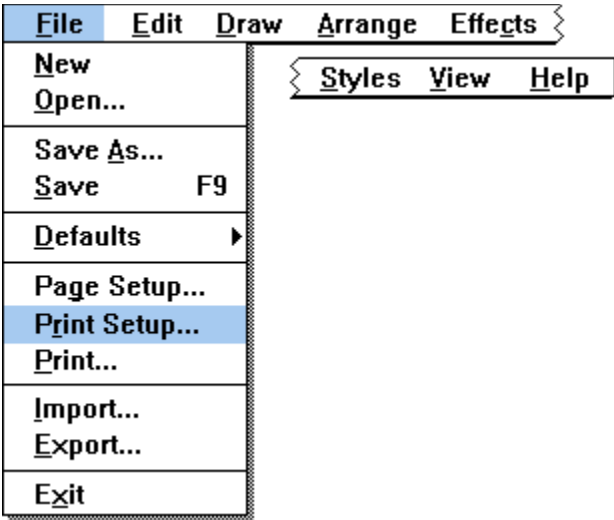 File Edit Draw Arrange Effects
Styles View Help
New
Open...
Save As...
Save F9
Defaults
Page Setup...
Print Setup...
Print...
Import...
Export...
Exit